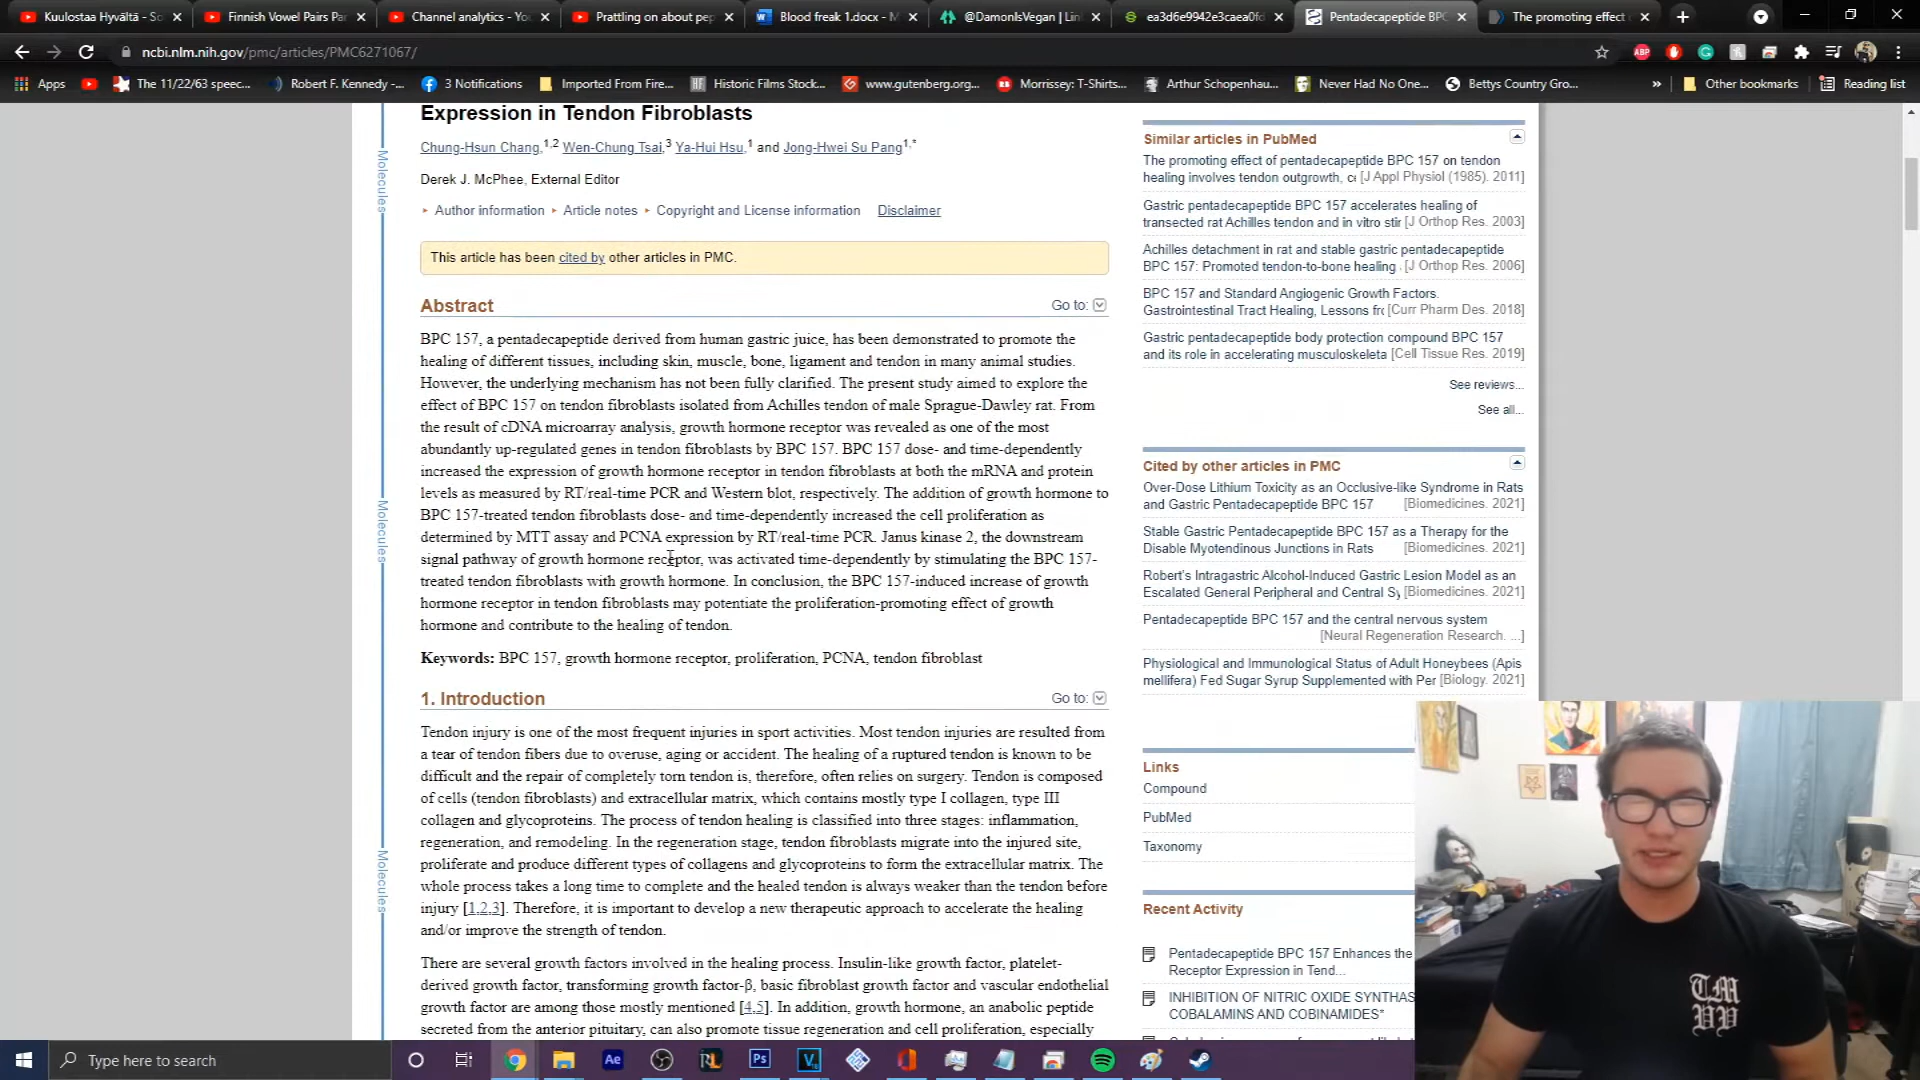 Kuulostaa Hyvältä - So
Finnish Vowel Pairs Par
Channel analytics - You
Prattling on about pep
Blood freak 1.docx - M
@DamonIsVegan | Lin
ea3d6e9942e3caea0fd
Pentadecapeptide BPC
The promoting effect o
ncbi.nlm.nih.gov/pmc/articles/PMC6271067/
ABP
Apps
The 11/22/63 speec...
Robert F. Kennedy -...
3 Notifications
Imported From Fire...
Historic Films Stock...
www.gutenberg.org...
Morrissey: T-Shirts...
Arthur Schopenhau...
Never Had No One...
Bettys Country Gro...
»
Other bookmarks
Reading list
Molecules
Molecules
Molecules
Expression in Tendon Fibroblasts
Chung-Hsun Chang,1,2 Wen-Chung Tsai,3 Ya-Hui Hsu,1 and Jong-Hwei Su Pang1,*
Derek J. McPhee, External Editor
Author information Article notes Copyright and License information Disclaimer
This article has been cited by other articles in PMC.
Abstract Go to:
BPC 157, a pentadecapeptide derived from human gastric juice, has been demonstrated to promote the
healing of different tissues, including skin, muscle, bone, ligament and tendon in many animal studies.
However, the underlying mechanism has not been fully clarified. The present study aimed to explore the
effect of BPC 157 on tendon fibroblasts isolated from Achilles tendon of male Sprague-Dawley rat. From
the result of cDNA microarray analysis, growth hormone receptor was revealed as one of the most
abundantly up-regulated genes in tendon fibroblasts by BPC 157. BPC 157 dose- and time-dependently
increased the expression of growth hormone receptor in tendon fibroblasts at both the mRNA and protein
levels as measured by RT/real-time PCR and Western blot, respectively. The addition of growth hormone to
BPC 157-treated tendon fibroblasts dose- and time-dependently increased the cell proliferation as
determined by MTT assay and PCNA expression by RT/real-time PCR. Janus kinase 2, the downstream
signal pathway of growth hormone receptor, was activated time-dependently by stimulating the BPC 157-
treated tendon fibroblasts with growth hormone. In conclusion, the BPC 157-induced increase of growth
hormone receptor in tendon fibroblasts may potentiate the proliferation-promoting effect of growth
hormone and contribute to the healing of tendon.
Keywords: BPC 157, growth hormone receptor, proliferation, PCNA, tendon fibroblast
1. Introduction Go to:
Tendon injury is one of the most frequent injuries in sport activities. Most tendon injuries are resulted from
a tear of tendon fibers due to overuse, aging or accident. The healing of a ruptured tendon is known to be
difficult and the repair of completely torn tendon is, therefore, often relies on surgery. Tendon is composed
of cells (tendon fibroblasts) and extracellular matrix, which contains mostly type I collagen, type III
collagen and glycoproteins. The process of tendon healing is classified into three stages: inflammation,
regeneration, and remodeling. In the regeneration stage, tendon fibroblasts migrate into the injured site,
proliferate and produce different types of collagens and glycoproteins to form the extracellular matrix. The
whole process takes a long time to complete and the healed tendon is always weaker than the tendon before
injury [1,2,3]. Therefore, it is important to develop a new therapeutic approach to accelerate the healing
and/or improve the strength of tendon.
There are several growth factors involved in the healing process. Insulin-like growth factor, platelet-
derived growth factor, transforming growth factor-β, basic fibroblast growth factor and vascular endothelial
growth factor are among those mostly mentioned [4,5]. In addition, growth hormone, an anabolic peptide
secreted from the anterior pituitary, can also promote tissue regeneration and cell proliferation, especially
Similar articles in PubMed
The promoting effect of pentadecapeptide BPC 157 on tendon
healing involves tendon outgrowth, ce [J Appl Physiol (1985). 2011]
Gastric pentadecapeptide BPC 157 accelerates healing of
transected rat Achilles tendon and in vitro stir [J Orthop Res. 2003]
Achilles detachment in rat and stable gastric pentadecapeptide
BPC 157: Promoted tendon-to-bone healing . [J Orthop Res. 2006]
BPC 157 and Standard Angiogenic Growth Factors.
Gastrointestinal Tract Healing, Lessons fr [Curr Pharm Des. 2018]
Gastric pentadecapeptide body protection compound BPC 157
and its role in accelerating musculoskeleta [Cell Tissue Res. 2019]
See reviews...
See all...
Cited by other articles in PMC
Over-Dose Lithium Toxicity as an Occlusive-like Syndrome in Rats
and Gastric Pentadecapeptide BPC 157 [Biomedicines. 2021]
Stable Gastric Pentadecapeptide BPC 157 as a Therapy for the
Disable Myotendinous Junctions in Rats [Biomedicines. 2021]
Robert's Intragastric Alcohol-Induced Gastric Lesion Model as an
Escalated General Peripheral and Central Sy [Biomedicines. 2021]
Pentadecapeptide BPC 157 and the central nervous system
[Neural Regeneration Research. ...]
Physiological and Immunological Status of Adult Honeybees (Apis
mellifera) Fed Sugar Syrup Supplemented with Per [Biology. 2021]
Links
Compound
PubMed
Taxonomy
Recent Activity
Pentadecapeptide BPC 157 Enhances the
Receptor Expression in Tend...
INHIBITION OF NITRIC OXIDE SYNTHAS
COBALAMINS AND COBINAMIDES*
TM
VV
Type here to search
Ae
RL
Ps
V